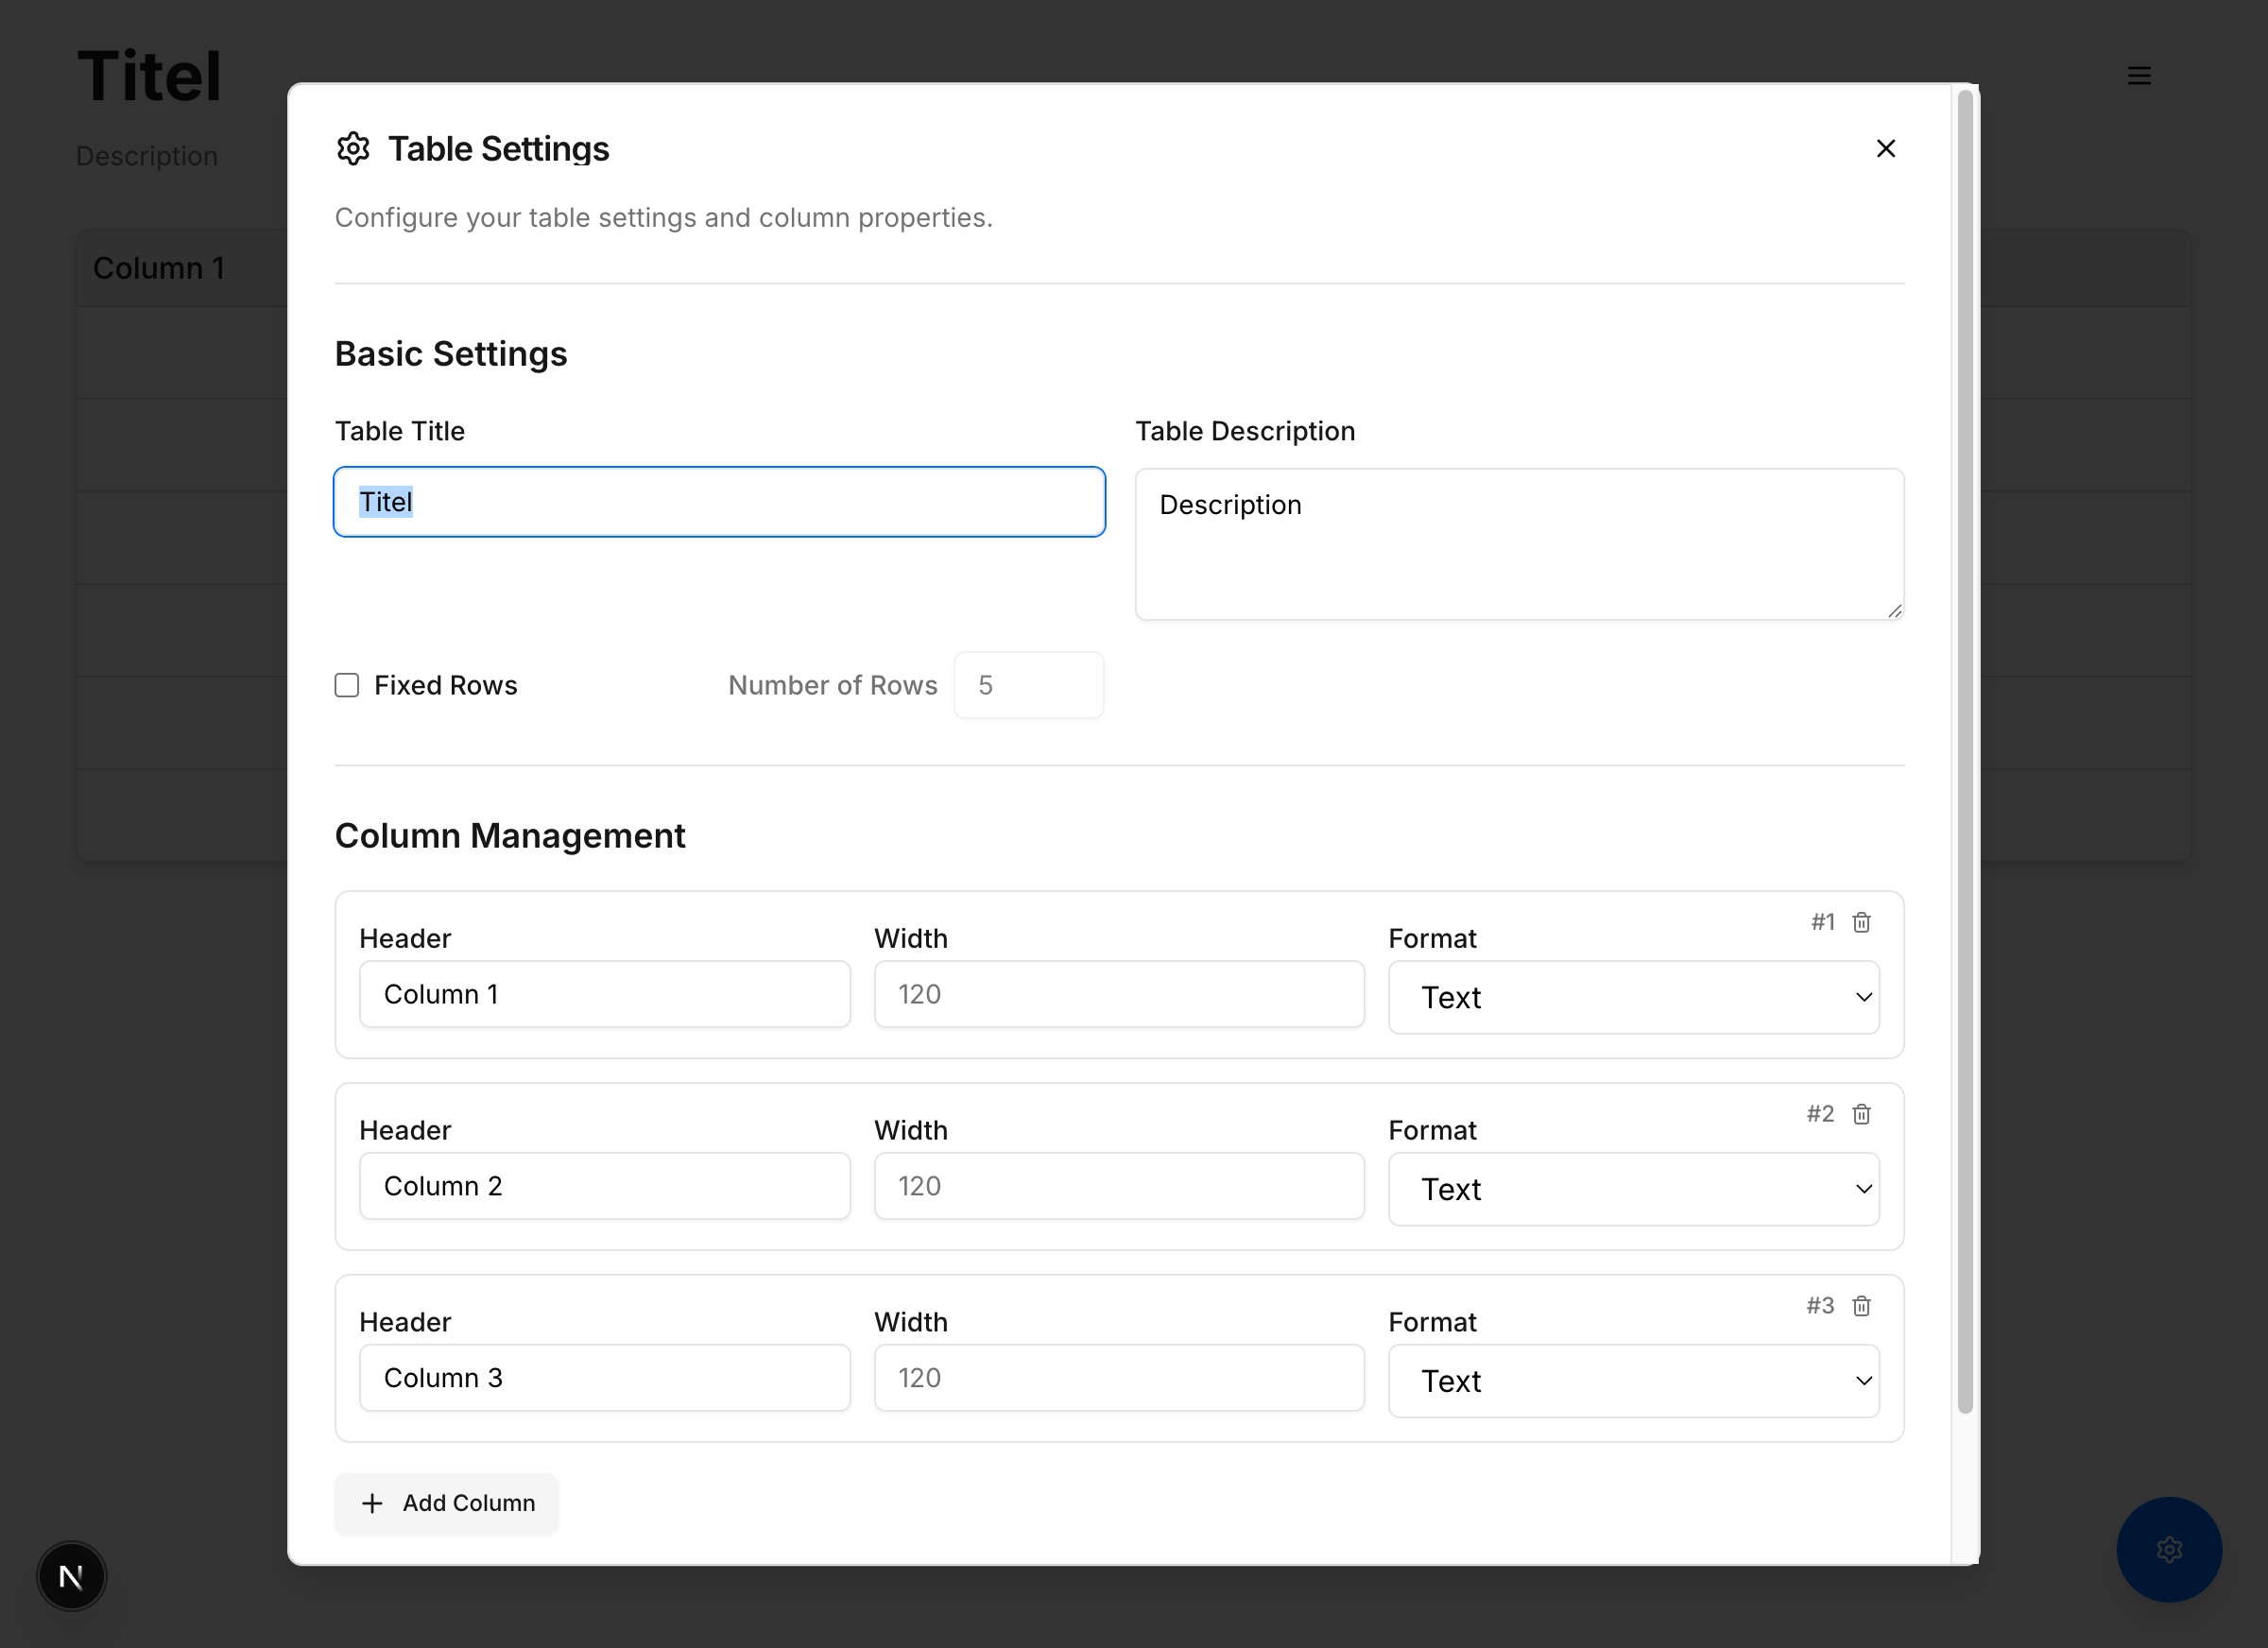 Titel
Description
Column 1
Table Settings
Configure your table settings and column properties.
Basic Settings
Table Title
Table Description
Titel
Description
Fixed Rows
Number of Rows
5
Column Management
#1
Header
Width
Format
Column 1
120
Text
#2
Header
Width
Format
Column 2
120
Text
#3
Header
Width
Format
Column 3
120
Text
Add Column
N